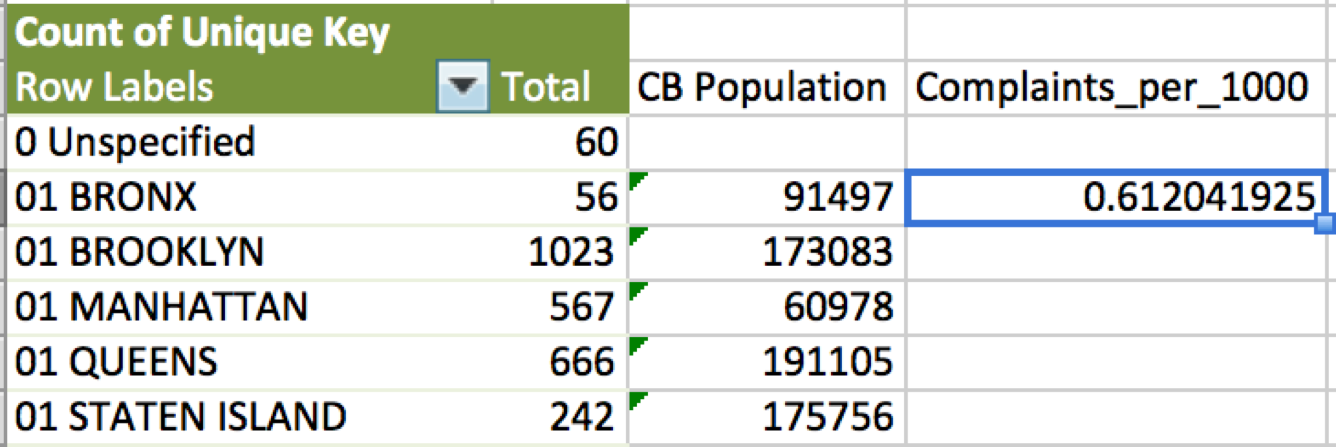 Count of Unique Key
Row Labels Total CB Population Complaints_per_1000
0 Unspecified 60
01 BRONX 56 91497 0.612041925
01 BROOKLYN 1023 173083
01 MANHATTAN 567 60978
01 QUEENS 666 191105
01 STATEN ISLAND 242 175756